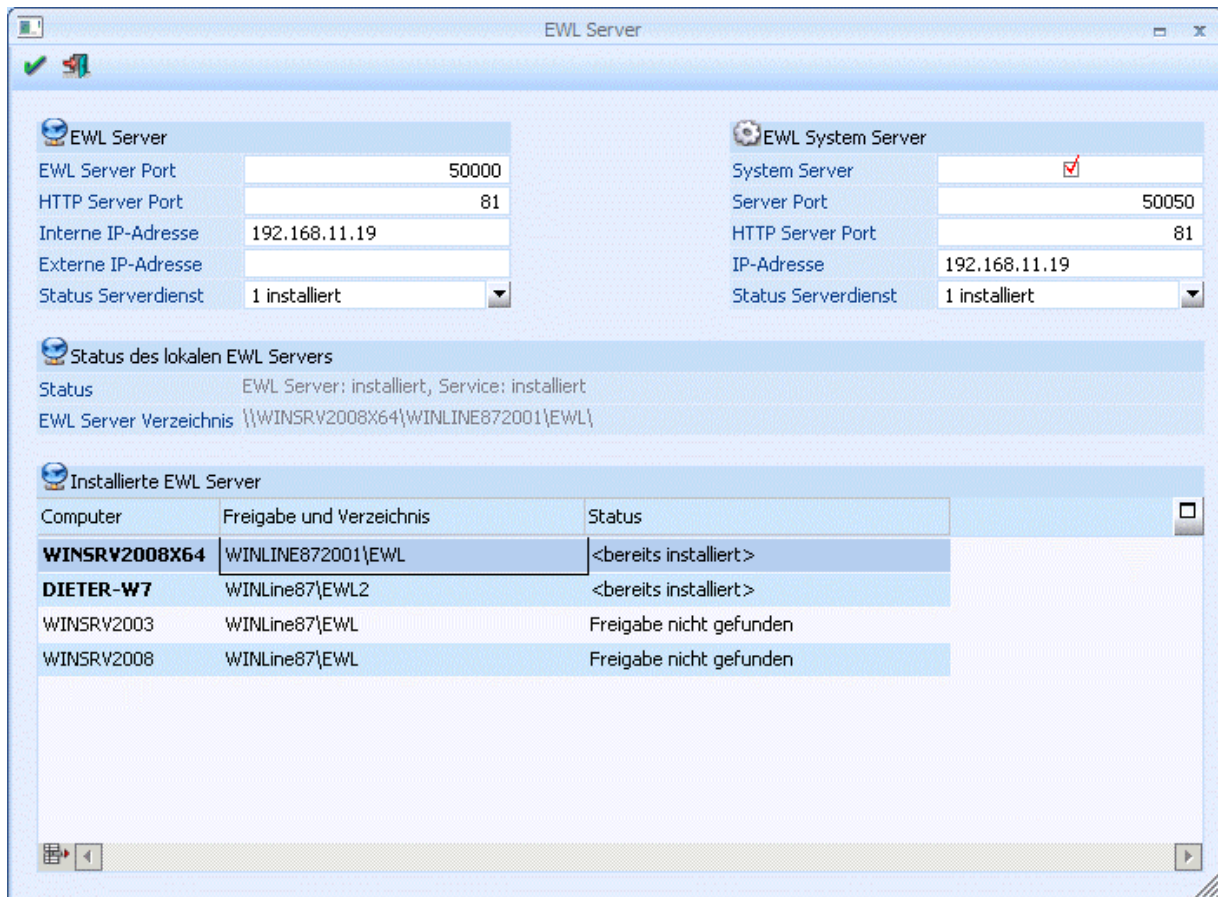 EWL Server
EWL Server
EWL Server Port 50000
HTTP Server Port 81
Interne IP-Adresse 192.168.11.19
Externe IP-Adresse
Status Serverdienst 1 installiert
EWL System Server
System Server
Server Port 50050
HTTP Server Port 81
IP-Adresse 192.168.11.19
Status Serverdienst 1 installiert
Status des lokalen EWL Servers
Status EWL Server: installiert, Service: installiert
EWL Server Verzeichnis \\WINSRV2008X64\WINLINE872001\EWL\
Installierte EWL Server
Computer Freigabe und Verzeichnis Status
WINSRV2008X64 WINLINE872001\EWL <bereits installiert>
DIETER-W7 WINLine87\EWL2 <bereits installiert>
WINSRV2003 WINLine87\EWL Freigabe nicht gefunden
WINSRV2008 WINLine87\EWL Freigabe nicht gefunden